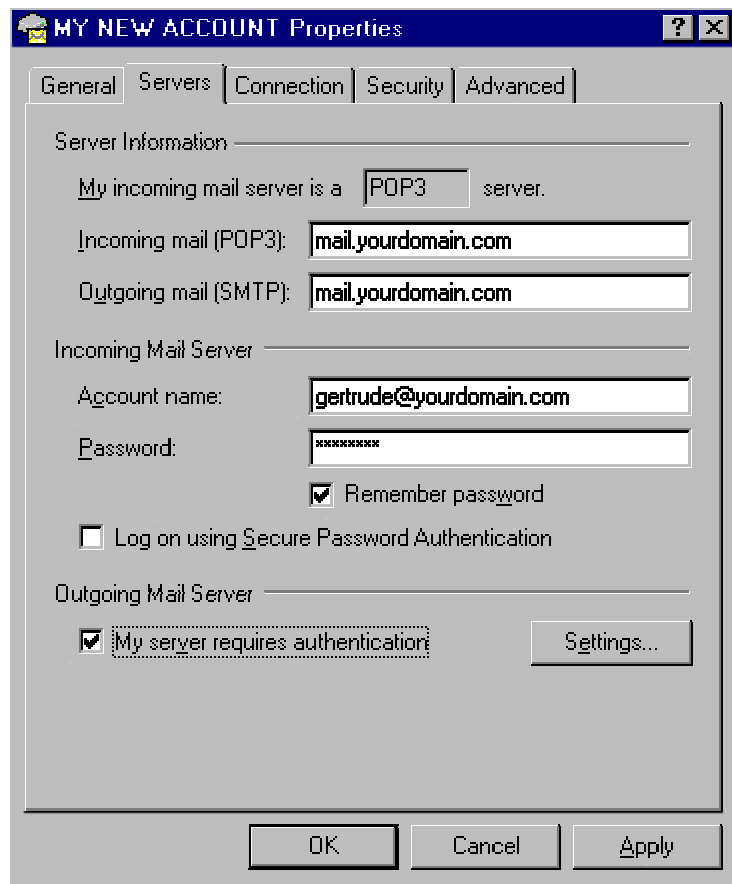 MY NEW ACCOUNT Properties ?
General Servers Connection Security Advanced
Server Information
My incoming mail server is a POP3 server.
Incoming mail (POP3): mail.yourdomain.com
Outgoing mail (SMTP): mail.yourdomain.com
Incoming Mail Server
Account name: gertrude@yourdomain.com
Password: ********
Remember password
Log on using Secure Password Authentication
Outgoing Mail Server
My server requires authentication Settings...
OK Cancel Apply